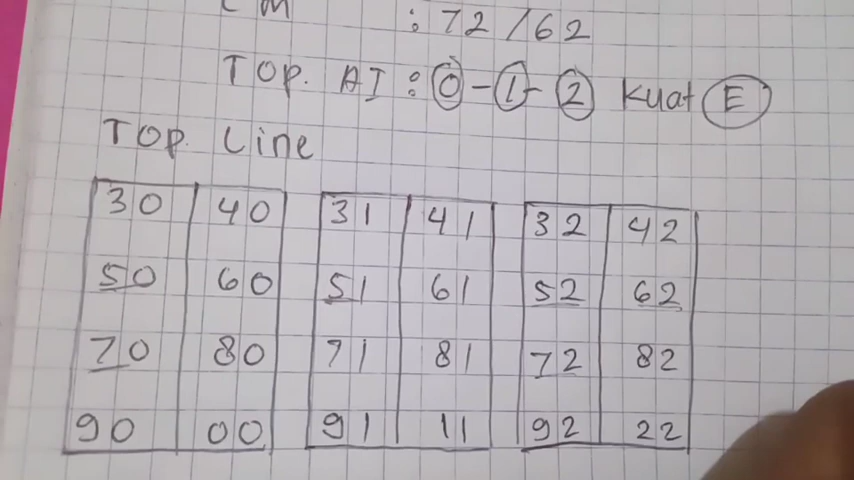 CM : 72/62
TOP. AI : 0-1-2 Kuat E
TOP. Line
30 40 31 41 32 42
50 60 51 61 52 62
70 80 71 81 72 82
90 00 91 11 92 22